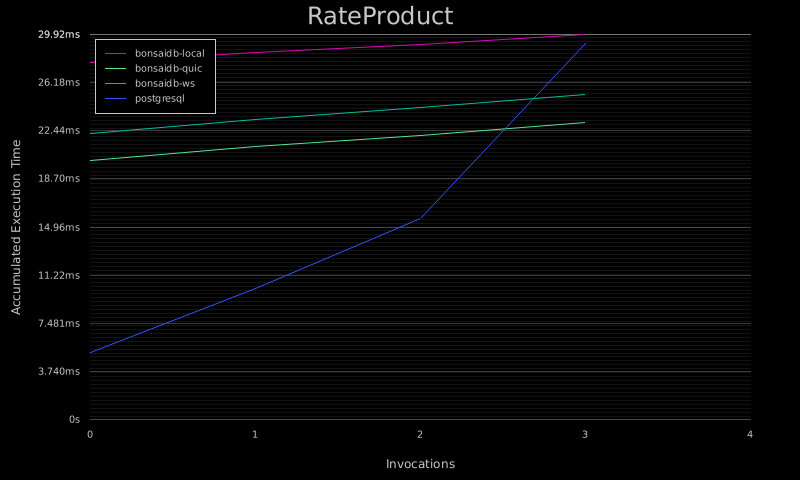 RateProduct
29.92ms
26.18ms
22.44ms
18.70ms
14.96ms
11.22ms
7.481ms
3.740ms
0s
bonsaidb-local
bonsaidb-quic
bonsaidb-ws
postgresql
Accumulated Execution Time
0 1 2 3 4
Invocations